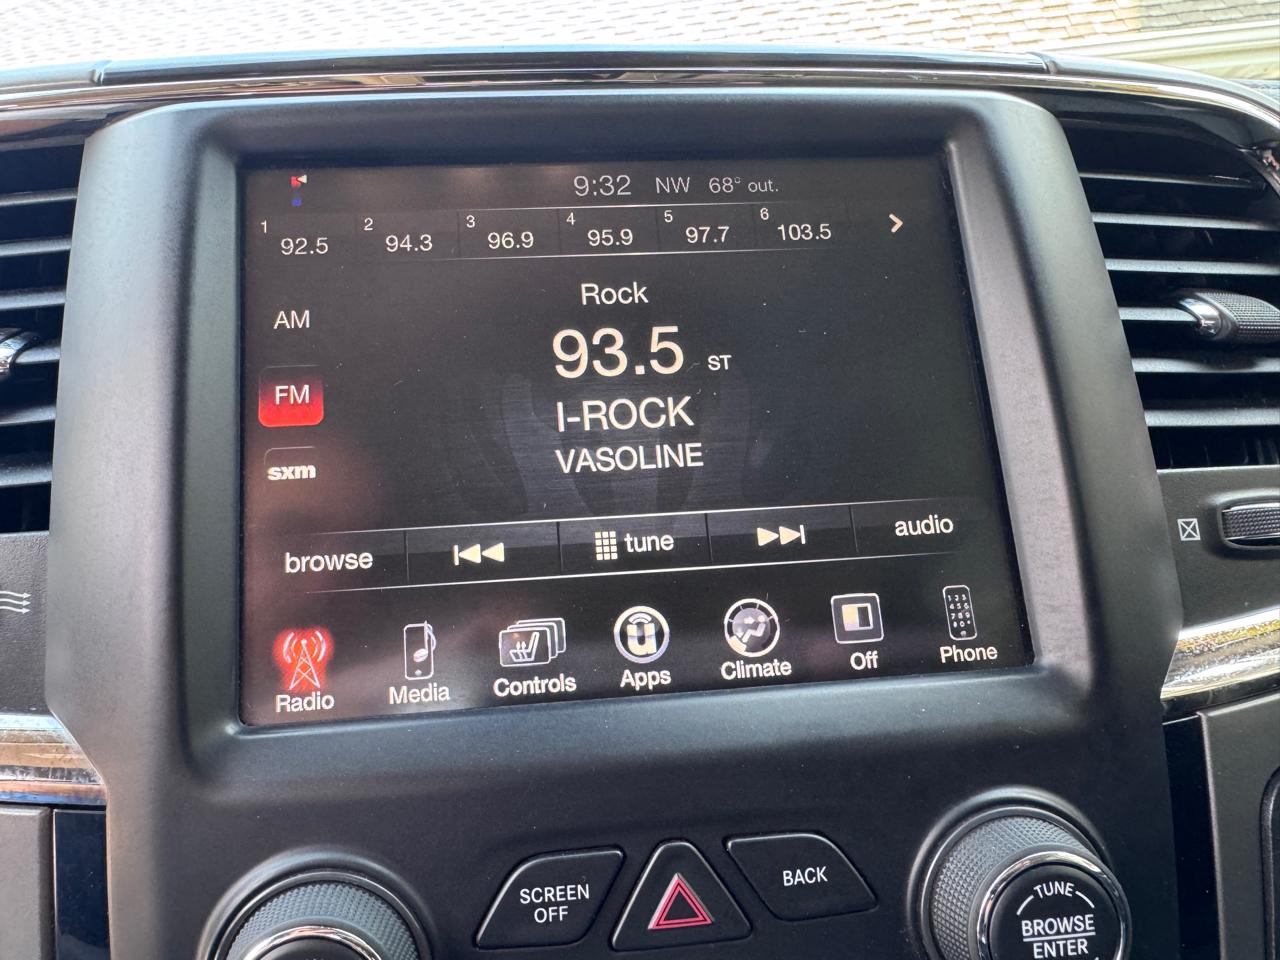 9:32 NW 68° out.
1 92.5 2 94.3 3 96.9 4 95.9 5 97.7 6 103.5
Rock
AM
93.5 ST
FM
I-ROCK
VASOLINE
sxm
browse tune audio
Radio Media Controls Apps Climate Off Phone
SCREEN OFF
BACK
TUNE
BROWSE
ENTER